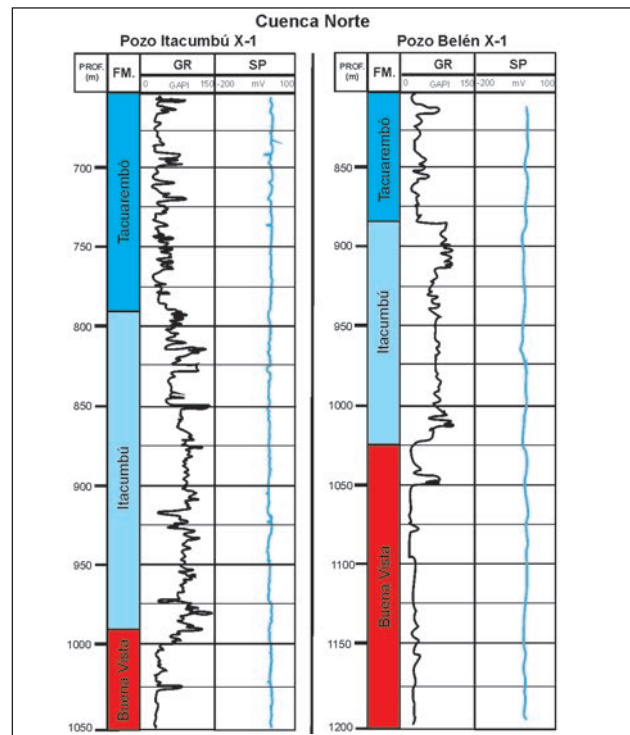 Cuenca Norte
Pozo Itacumbú X-1
PROF. (m)
FM.
GR
0 GAPI 150
SP
-200 mV 100
700
750
800
850
900
950
1000
1050
Tacuarembó
Itacumbú
Buena Vista
Pozo Belén X-1
PROF. (m)
FM.
GR
0 GAPI 150
SP
-200 mV 100
850
900
950
1000
1050
1100
1150
1200
Tacuarembó
Itacumbú
Buena Vista